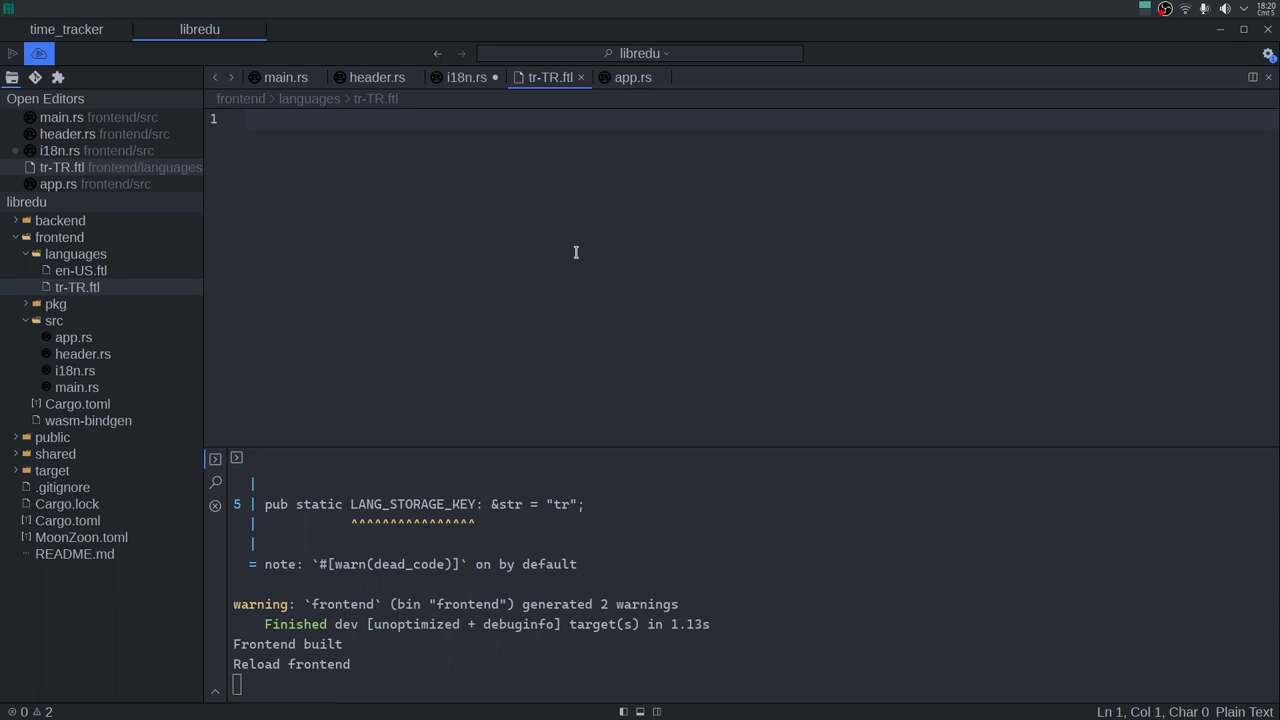 18:20
Cmt 5
time_tracker
libredu
libredu
main.rs
header.rs
i18n.rs
tr-TR.ftl
app.rs
Open Editors
frontend
languages
tr-TR.ftl
main.rs frontend/src
header.rs frontend/src
i18n.rs frontend/src
tr-TR.ftl frontend/languages
app.rs frontend/src
libredu
backend
frontend
languages
en-US.ftl
tr-TR.ftl
pkg
src
app.rs
header.rs
i18n.rs
main.rs
Cargo.toml
wasm-bindgen
public
shared
target
.gitignore
Cargo.lock
Cargo.toml
MoonZoon.toml
README.md
1
|
5 | pub static LANG_STORAGE_KEY: &str = "tr";
| ^^^^^^^^^^^^^^^^
|
= note: `#[warn(dead_code)]` on by default
warning: `frontend` (bin "frontend") generated 2 warnings
Finished dev [unoptimized + debuginfo] target(s) in 1.13s
Frontend built
Reload frontend
0 2
Ln 1, Col 1, Char 0 Plain Text